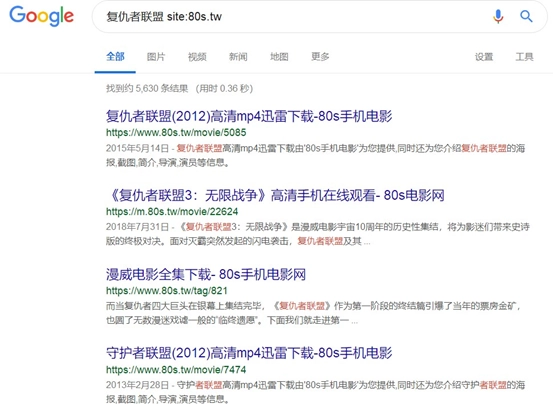 Google
复仇者联盟 site:80s.tw
全部 图片 视频 新闻 地图 更多 设置 工具
找到约 5,630 条结果 （用时 0.36 秒）
复仇者联盟(2012)高清mp4迅雷下载-80s手机电影
https://www.80s.tw/movie/5085
2015年5月14日 - 复仇者联盟高清mp4迅雷下载由'80s手机电影'为您提供,同时还为您介绍复仇者联盟的海
报,截图,简介,导演,演员等信息。
《复仇者联盟3：无限战争》高清手机在线观看- 80s电影网
https://m.80s.tw/movie/22624
2018年7月31日 - 《复仇者联盟3：无限战争》是漫威电影宇宙10周年的历史性集结，将为影迷们带来史诗
版的终极对决。面对灭霸突然发起的闪电袭击，复仇者联盟及其 ...
漫威电影全集下载- 80s手机电影网
https://www.80s.tw/tag/821
而当复仇者四大巨头在银幕上集结完毕，《复仇者联盟》作为第一阶段的终结篇引爆了当年的票房金矿，
也圆了无数漫迷戏谑一般的“临终遗愿”。下面我们就走进第一 ...
守护者联盟(2012)高清mp4迅雷下载-80s手机电影
https://www.80s.tw/movie/7474
2013年2月28日 - 守护者联盟高清mp4迅雷下载由'80s手机电影'为您提供,同时还为您介绍守护者联盟的海
报,截图,简介,导演,演员等信息。